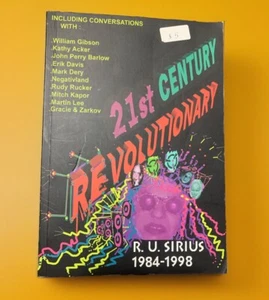 INCLUDING CONVERSATIONS
WITH :
William Gibson
Kathy Acker
John Perry Barlow
Erik Davis
Mark Dery
Negativland
Rudy Rucker
Mitch Kapor
Martin Lee
Gracie & Zarkov
21st CENTURY
REVOLUTIONARY
R. U. SIRIUS
1984-1998